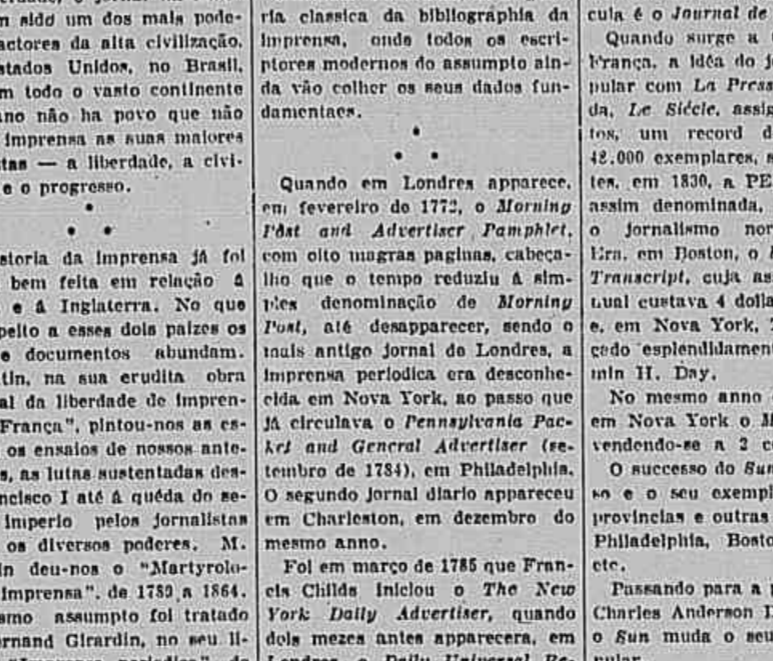 n sido um dos mais pode-
actores da alta civilização.
stados Unidos, no Brasil,
m todo o vasto continente
ano não ha povo que não
imprensa as suas maiores
tas — a liberdade, a civi-
e o progresso.
storia da imprensa já foi
bem feita em relação á
e á Inglaterra. No que
peito a esses dois paizes os
e documentos abundam.
tin, na sua erudita obra
al da liberdade de impren-
França", pintou-nos as es-
os ensaios de nossos ante-
s, as lutas sustentadas des-
ncisco I até á quéda do se-
imperio pelos jornalistas
os diversos poderes. M.
in deu-nos o "Martyrolo-
imprensa", de 1789 a 1864.
smo assumpto foi tratado
ernand Girardin, no seu li-
ria classica da bibliographia da
imprensa, onde todos os escri-
ptores modernos do assumpto ain-
da vão colher os seus dados fun-
damentaes.
Quando em Londres apparece,
em fevereiro de 1772, o Morning
Pôst and Advertiser Pamphlet,
com oito magras paginas, cabeça-
lho que o tempo reduziu á sim-
ples denominação de Morning
Post, até desapparecer, sendo o
mais antigo jornal de Londres, a
imprensa periodica era desconhe-
cida em Nova York, ao passo que
já circulava o Pennsylvania Pac-
ket and General Advertiser (se-
tembro de 1784), em Philadelphia.
O segundo jornal diario appareceu
em Charleston, em dezembro do
mesmo anno.
Foi em março de 1785 que Fran-
cis Childs iniciou o The New
York Daily Advertiser, quando
dois mezes antes apparecera, em
Londres, o Daily Universal Re-
cula é o Journal de
Quando surge a
França, a idéa do jo
pular com La Press
da, Le Siécle, assig
tos, um record d
42.000 exemplares, s
tes, em 1830, a PE
assim denominada,
o jornalismo nor
Era, em Boston, o
Transcript, cuja as
nual custava 4 dolla
e, em Nova York,
çado esplendidament
min H. Day.
No mesmo anno
em Nova York o M
vendendo-se a 2 c
O successo do Sun
so e o seu exempl
provincias e outras
Philadelphia, Bosto
etc.
Passando para a
Charles Anderson D
o Sun muda o seu
pular